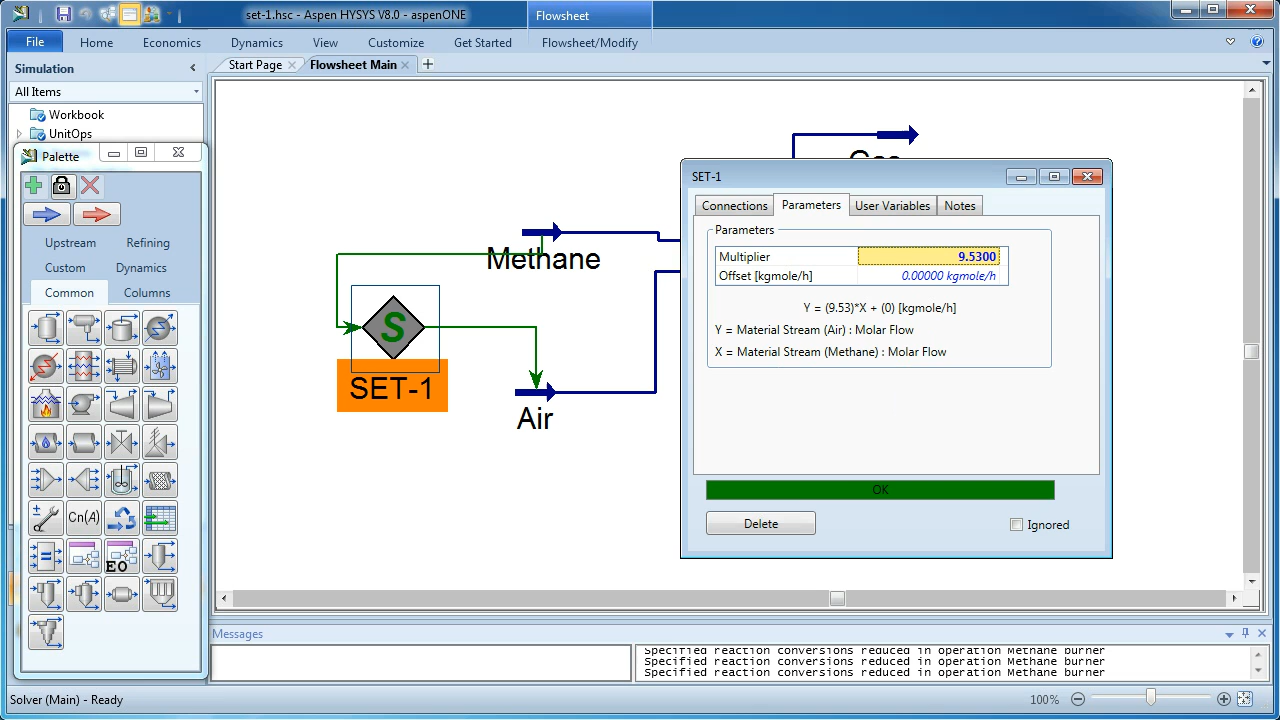 set-1.hsc - Aspen HYSYS V8.0 - aspenONE
Flowsheet
File
Home
Economics
Dynamics
View
Customize
Get Started
Flowsheet/Modify
Simulation
All Items
Workbook
UnitOps
Start Page
Flowsheet Main
Palette
Upstream
Refining
Custom
Dynamics
Common
Columns
Cn(A)
EO
Methane
S
SET-1
Air
SET-1
Connections
Parameters
User Variables
Notes
Parameters
Multiplier 9.5300
Offset [kgmole/h] 0.00000 kgmole/h
Y = (9.53)*X + (0) [kgmole/h]
Y = Material Stream (Air) : Molar Flow
X = Material Stream (Methane) : Molar Flow
OK
Delete
Ignored
Messages
Specified reaction conversions reduced in operation Methane burner
Specified reaction conversions reduced in operation Methane burner
Specified reaction conversions reduced in operation Methane burner
Solver (Main) - Ready
100%